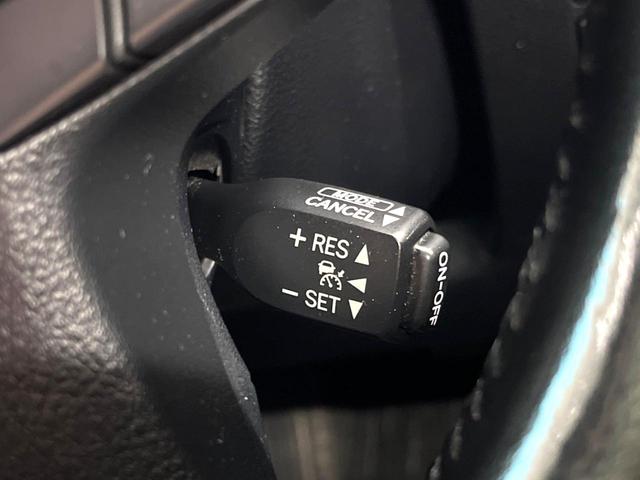 MODE
CANCEL
+ RES
- SET
ON-OFF